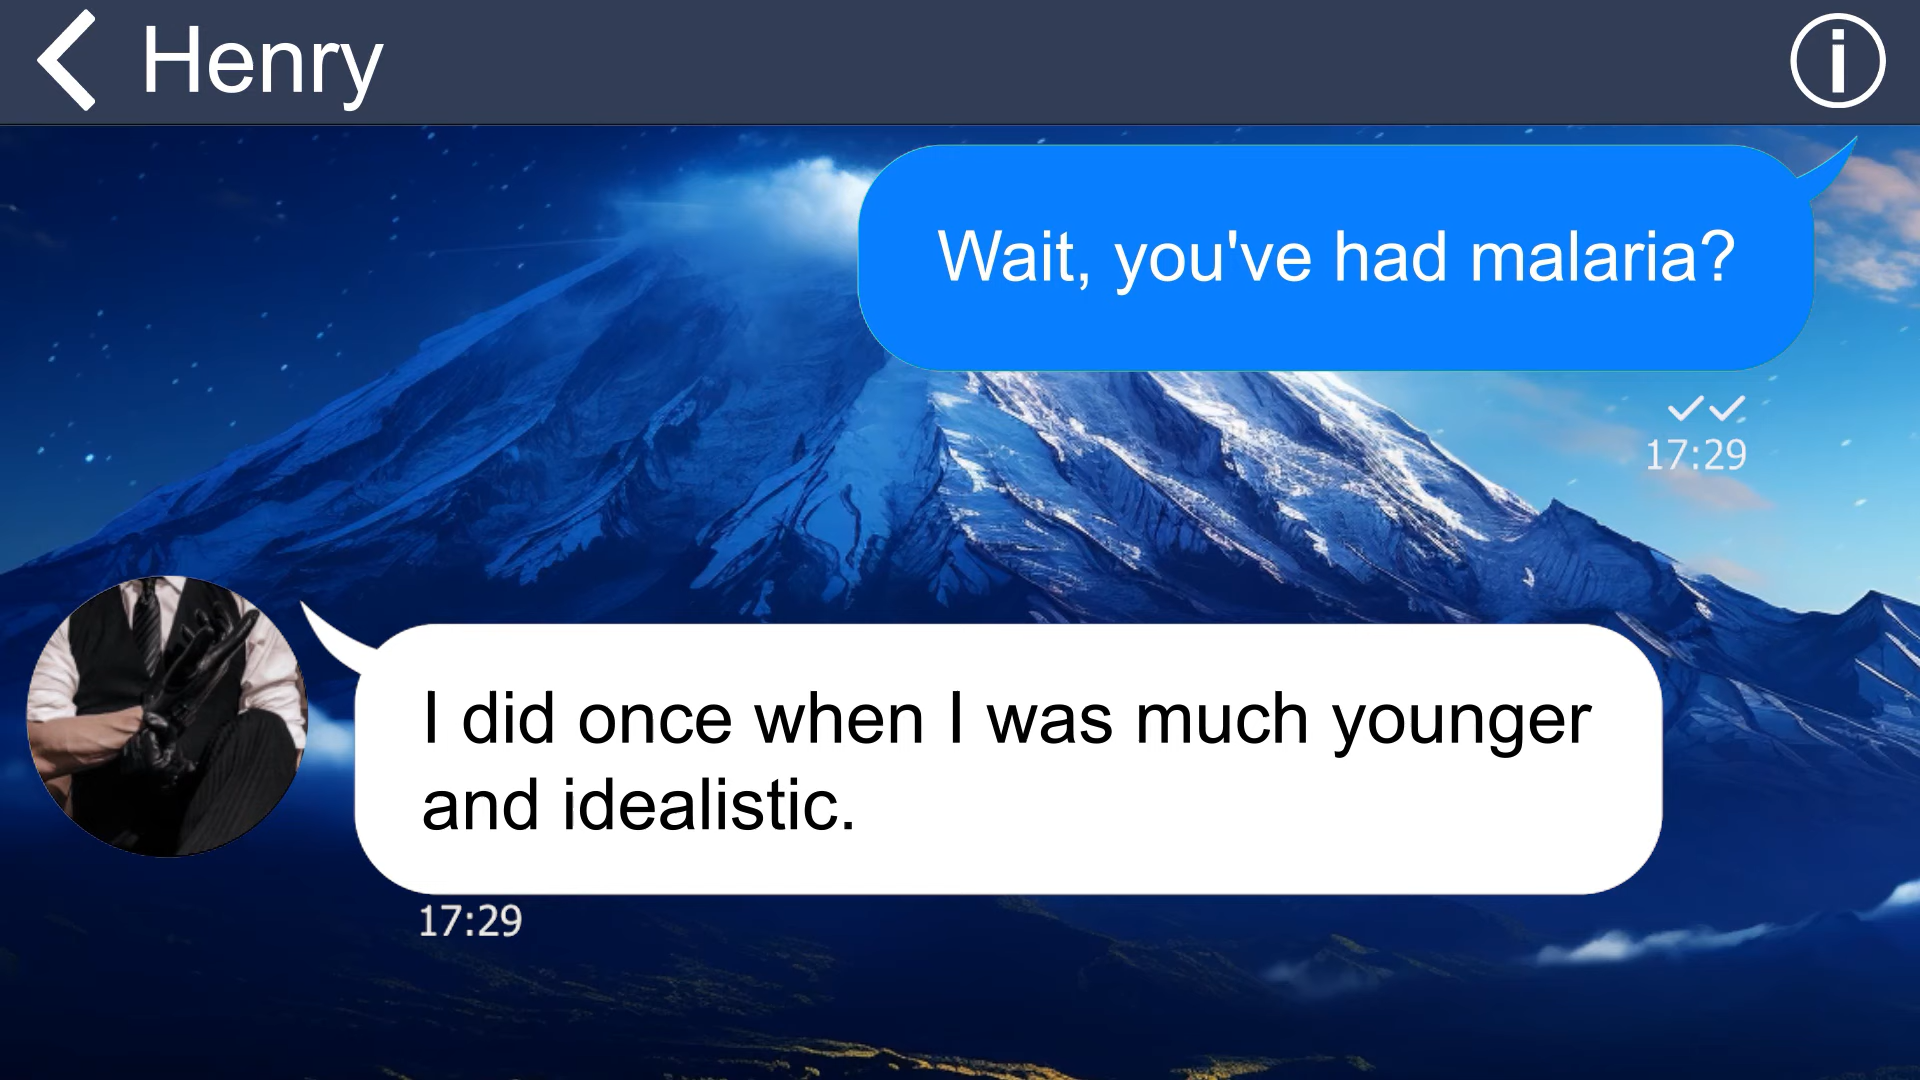 Henry
Wait, you've had malaria?
17:29
I did once when I was much younger
and idealistic.
17:29